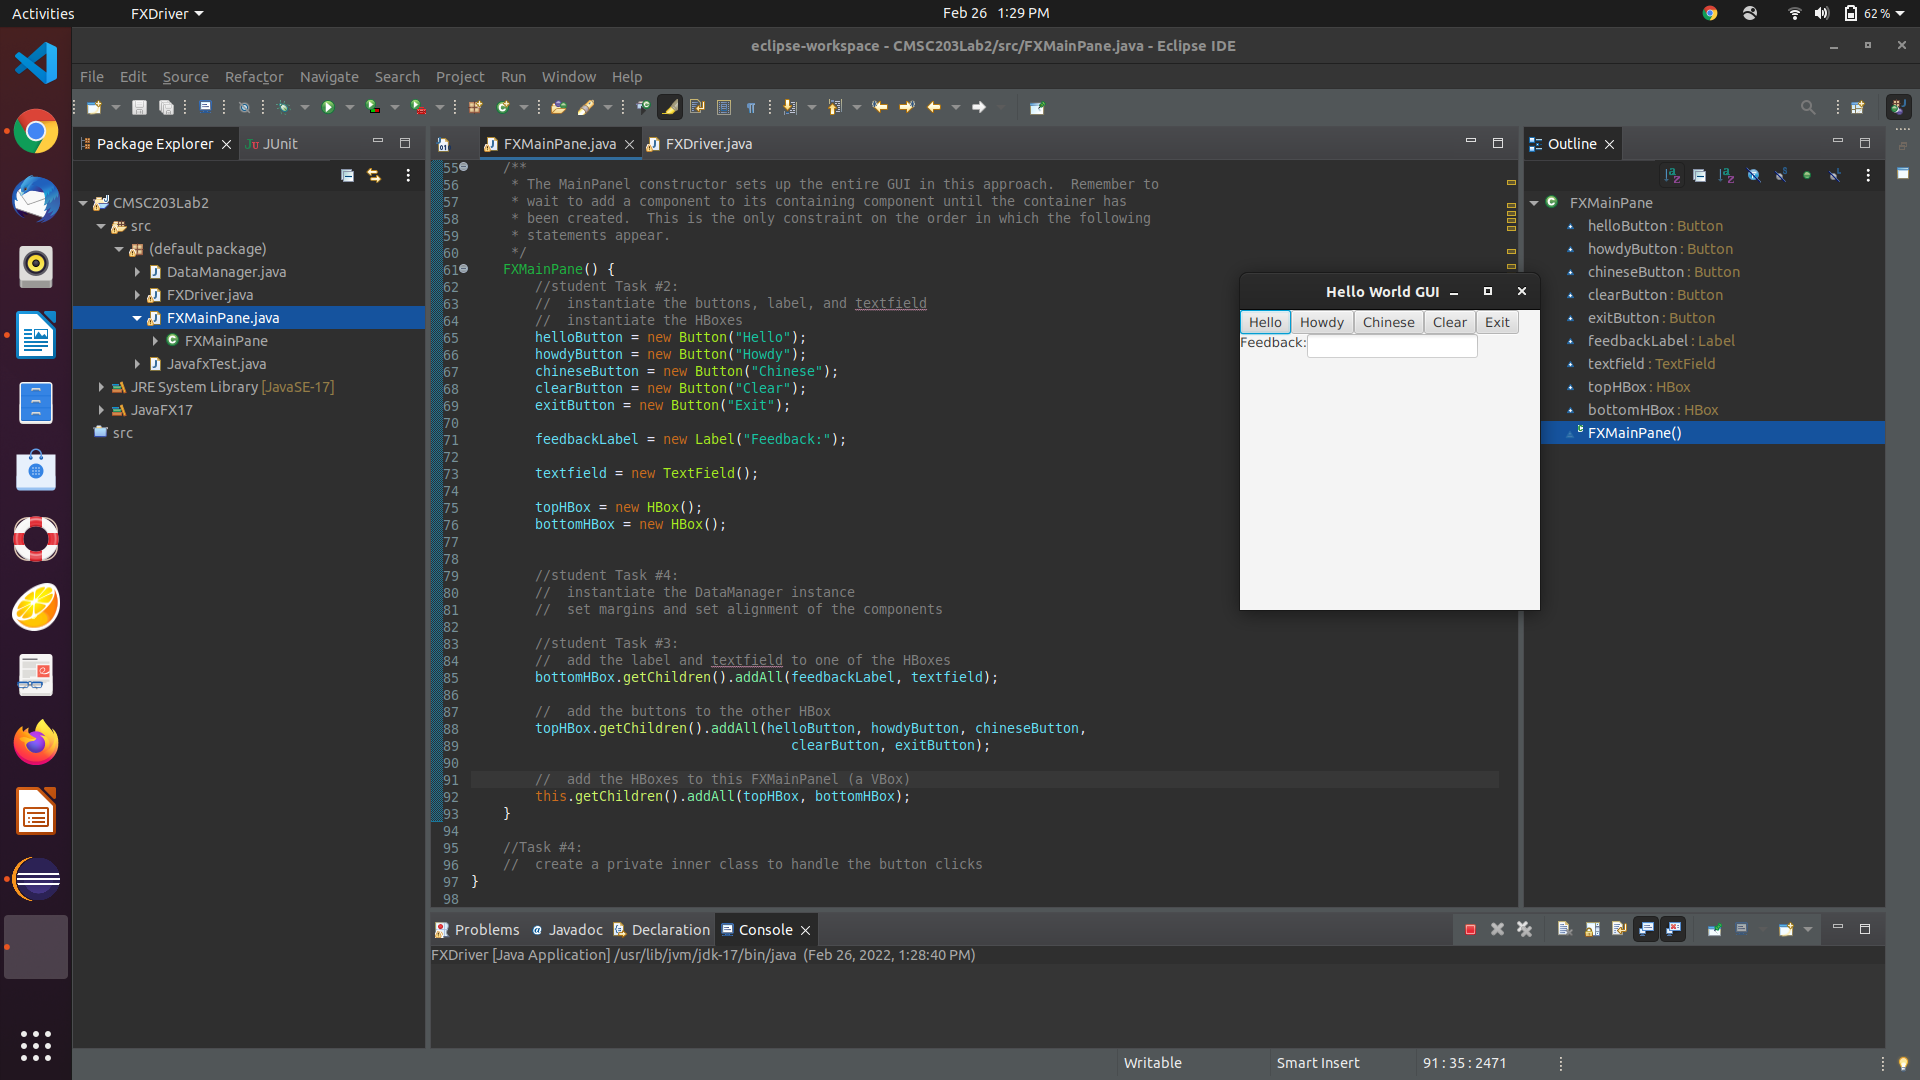 Activities
FXDriver
Feb 26 1:29 PM
62 %
eclipse-workspace - CMSC203Lab2/src/FXMainPane.java - Eclipse IDE
File Edit Source Refactor Navigate Search Project Run Window Help
Package Explorer
JUnit
CMSC203Lab2
src
(default package)
DataManager.java
FXDriver.java
FXMainPane.java
FXMainPane
JavafxTest.java
JRE System Library [JavaSE-17]
JavaFX17
src
FXMainPane.java
FXDriver.java
55 /**
56 * The MainPanel constructor sets up the entire GUI in this approach. Remember to
57 * wait to add a component to its containing component until the container has
58 * been created. This is the only constraint on the order in which the following
59 * statements appear.
60 */
61 FXMainPane() {
62 //student Task #2:
63 // instantiate the buttons, label, and textfield
64 // instantiate the HBoxes
65 helloButton = new Button("Hello");
66 howdyButton = new Button("Howdy");
67 chineseButton = new Button("Chinese");
68 clearButton = new Button("Clear");
69 exitButton = new Button("Exit");
70
71 feedbackLabel = new Label("Feedback:");
72
73 textfield = new TextField();
74
75 topHBox = new HBox();
76 bottomHBox = new HBox();
77
78
79 //student Task #4:
80 // instantiate the DataManager instance
81 // set margins and set alignment of the components
82
83 //student Task #3:
84 // add the label and textfield to one of the HBoxes
85 bottomHBox.getChildren().addAll(feedbackLabel, textfield);
86
87 // add the buttons to the other HBox
88 topHBox.getChildren().addAll(helloButton, howdyButton, chineseButton,
89 clearButton, exitButton);
90
91 // add the HBoxes to this FXMainPanel (a VBox)
92 this.getChildren().addAll(topHBox, bottomHBox);
93 }
94
95 //Task #4:
96 // create a private inner class to handle the button clicks
97 }
98
Hello World GUI
Hello Howdy Chinese Clear Exit
Feedback:
Outline
FXMainPane
helloButton : Button
howdyButton : Button
chineseButton : Button
clearButton : Button
exitButton : Button
feedbackLabel : Label
textfield : TextField
topHBox : HBox
bottomHBox : HBox
FXMainPane()
Problems
Javadoc
Declaration
Console
FXDriver [Java Application] /usr/lib/jvm/jdk-17/bin/java (Feb 26, 2022, 1:28:40 PM)
Writable
Smart Insert
91 : 35 : 2471